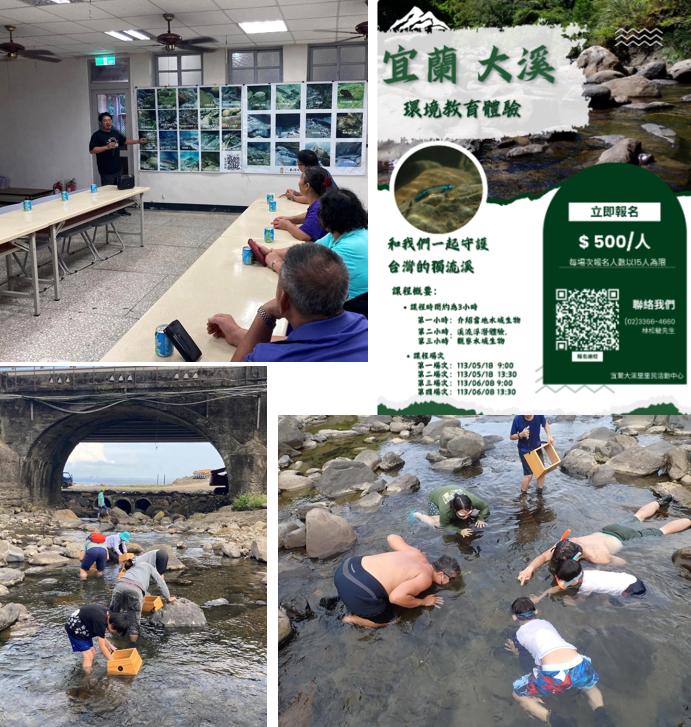 宜蘭 大溪
環境教育體驗
和我們一起守護
台灣的獨流溪
課程概要：
• 課程時間約為3小時
第一小時：介紹當地水域生物
第二小時：溪流浮潛體驗，
第三小時 觀察水域生物
• 課程場次
第一場次：113/05/18 9:00
第二場次：113/05/18 13:30
第三場次：113/06/08 9:00
第四場次：113/06/08 13:30
立即報名
$ 500/人
每場次報名人數以15人為限
聯絡我們
(02)3366-4660
林松駿先生
報名連結
宜蘭大溪里里民活動中心